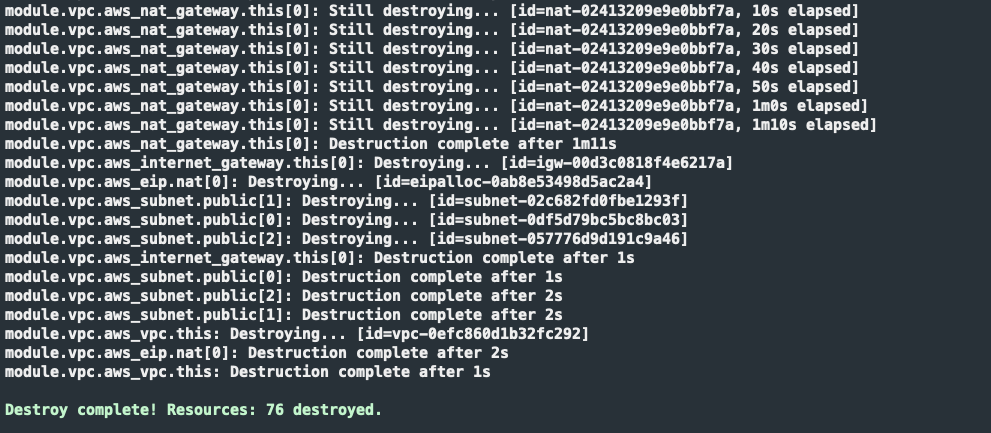 module.vpc.aws_nat_gateway.this[0]: Still destroying... [id=nat-02413209e9e0bbf7a, 10s elapsed]
module.vpc.aws_nat_gateway.this[0]: Still destroying... [id=nat-02413209e9e0bbf7a, 20s elapsed]
module.vpc.aws_nat_gateway.this[0]: Still destroying... [id=nat-02413209e9e0bbf7a, 30s elapsed]
module.vpc.aws_nat_gateway.this[0]: Still destroying... [id=nat-02413209e9e0bbf7a, 40s elapsed]
module.vpc.aws_nat_gateway.this[0]: Still destroying... [id=nat-02413209e9e0bbf7a, 50s elapsed]
module.vpc.aws_nat_gateway.this[0]: Still destroying... [id=nat-02413209e9e0bbf7a, 1m0s elapsed]
module.vpc.aws_nat_gateway.this[0]: Still destroying... [id=nat-02413209e9e0bbf7a, 1m10s elapsed]
module.vpc.aws_nat_gateway.this[0]: Destruction complete after 1m11s
module.vpc.aws_internet_gateway.this[0]: Destroying... [id=igw-00d3c0818f4e6217a]
module.vpc.aws_eip.nat[0]: Destroying... [id=eipalloc-0ab8e53498d5ac2a4]
module.vpc.aws_subnet.public[1]: Destroying... [id=subnet-02c682fd0fbe1293f]
module.vpc.aws_subnet.public[0]: Destroying... [id=subnet-0df5d79bc5bc8bc03]
module.vpc.aws_subnet.public[2]: Destroying... [id=subnet-057776d9d191c9a46]
module.vpc.aws_internet_gateway.this[0]: Destruction complete after 1s
module.vpc.aws_subnet.public[0]: Destruction complete after 1s
module.vpc.aws_subnet.public[2]: Destruction complete after 2s
module.vpc.aws_subnet.public[1]: Destruction complete after 2s
module.vpc.aws_vpc.this: Destroying... [id=vpc-0efc860d1b32fc292]
module.vpc.aws_eip.nat[0]: Destruction complete after 2s
module.vpc.aws_vpc.this: Destruction complete after 1s
Destroy complete! Resources: 76 destroyed.